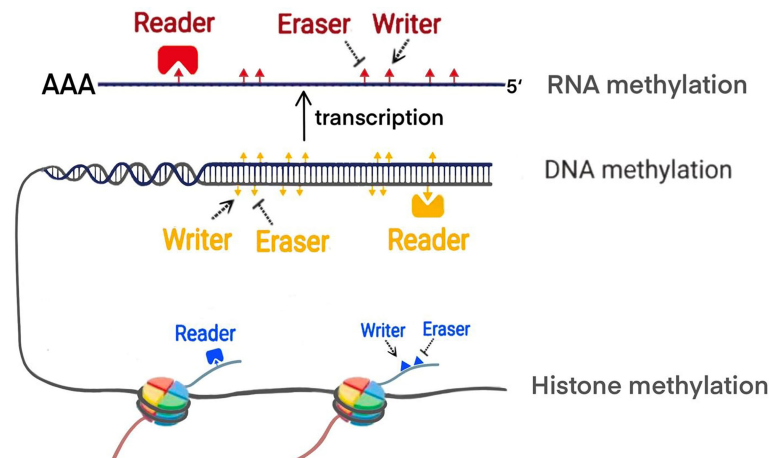 Reader
Eraser Writer
AAA
5'
RNA methylation
transcription
DNA methylation
Writer
Eraser
Reader
Reader
Writer
Eraser
Histone methylation